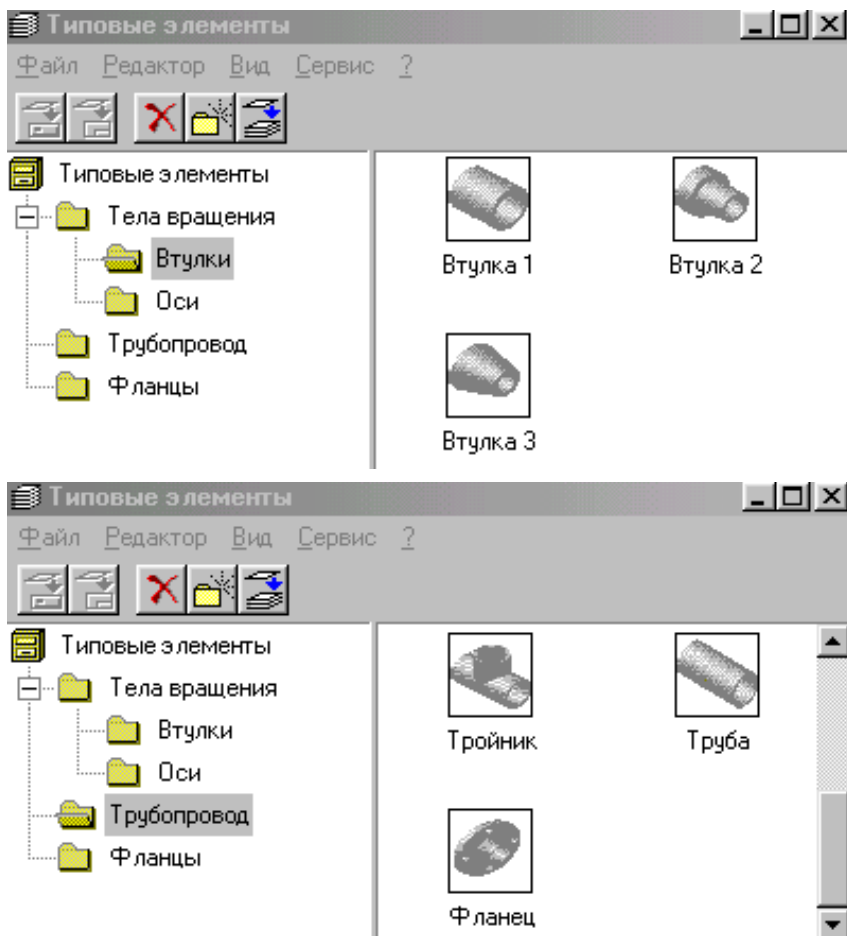 Типовые элементы
Файл Редактор Вид Сервис ?
Типовые элементы
Тела вращения
Втулки
Оси
Трубопровод
Фланцы
Втулка 1 Втулка 2
Втулка 3
Типовые элементы
Файл Редактор Вид Сервис ?
Типовые элементы
Тела вращения
Втулки
Оси
Трубопровод
Фланцы
Тройник Труба
Фланец